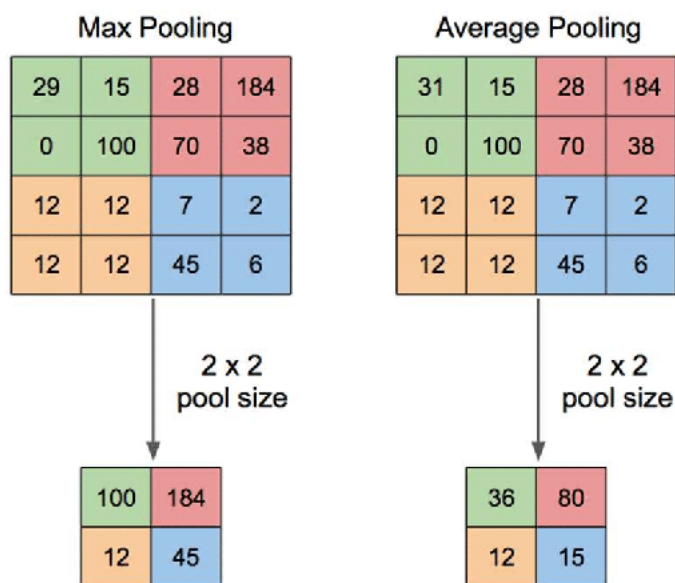 Max Pooling
29 15 28 184
0 100 70 38
12 12 7 2
12 12 45 6
2 x 2
pool size
100 184
12 45
Average Pooling
31 15 28 184
0 100 70 38
12 12 7 2
12 12 45 6
2 x 2
pool size
36 80
12 15